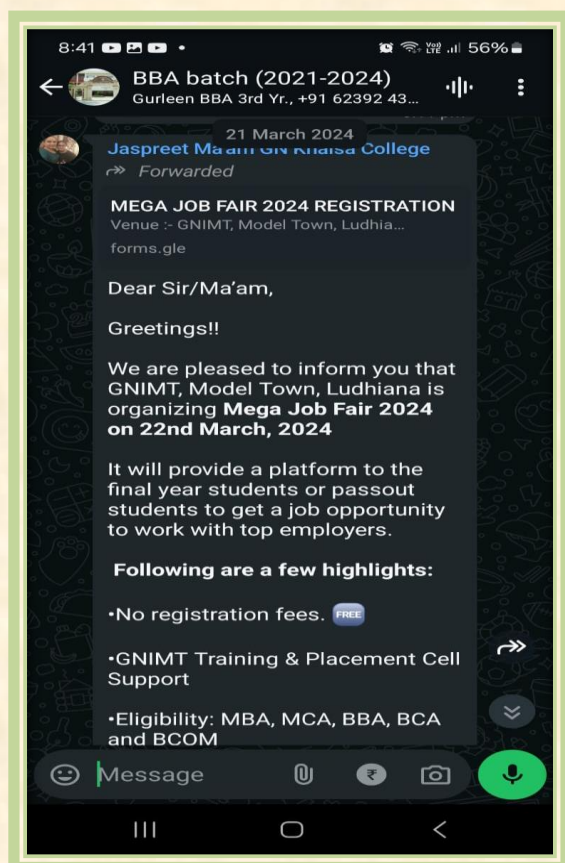 8:41
56%
BBA batch (2021-2024)
Gurleen BBA 3rd Yr., +91 62392 43...
21 March 2024
Jaspreet Ma'am GN Khalsa College
Forwarded
MEGA JOB FAIR 2024 REGISTRATION
Venue :- GNIMT, Model Town, Ludhia...
forms.gle
Dear Sir/Ma'am,
Greetings!!
We are pleased to inform you that
GNIMT, Model Town, Ludhiana is
organizing Mega Job Fair 2024
on 22nd March, 2024
It will provide a platform to the
final year students or passout
students to get a job opportunity
to work with top employers.
Following are a few highlights:
•No registration fees. FREE
•GNIMT Training & Placement Cell
Support
•Eligibility: MBA, MCA, BBA, BCA
and BCOM
Message